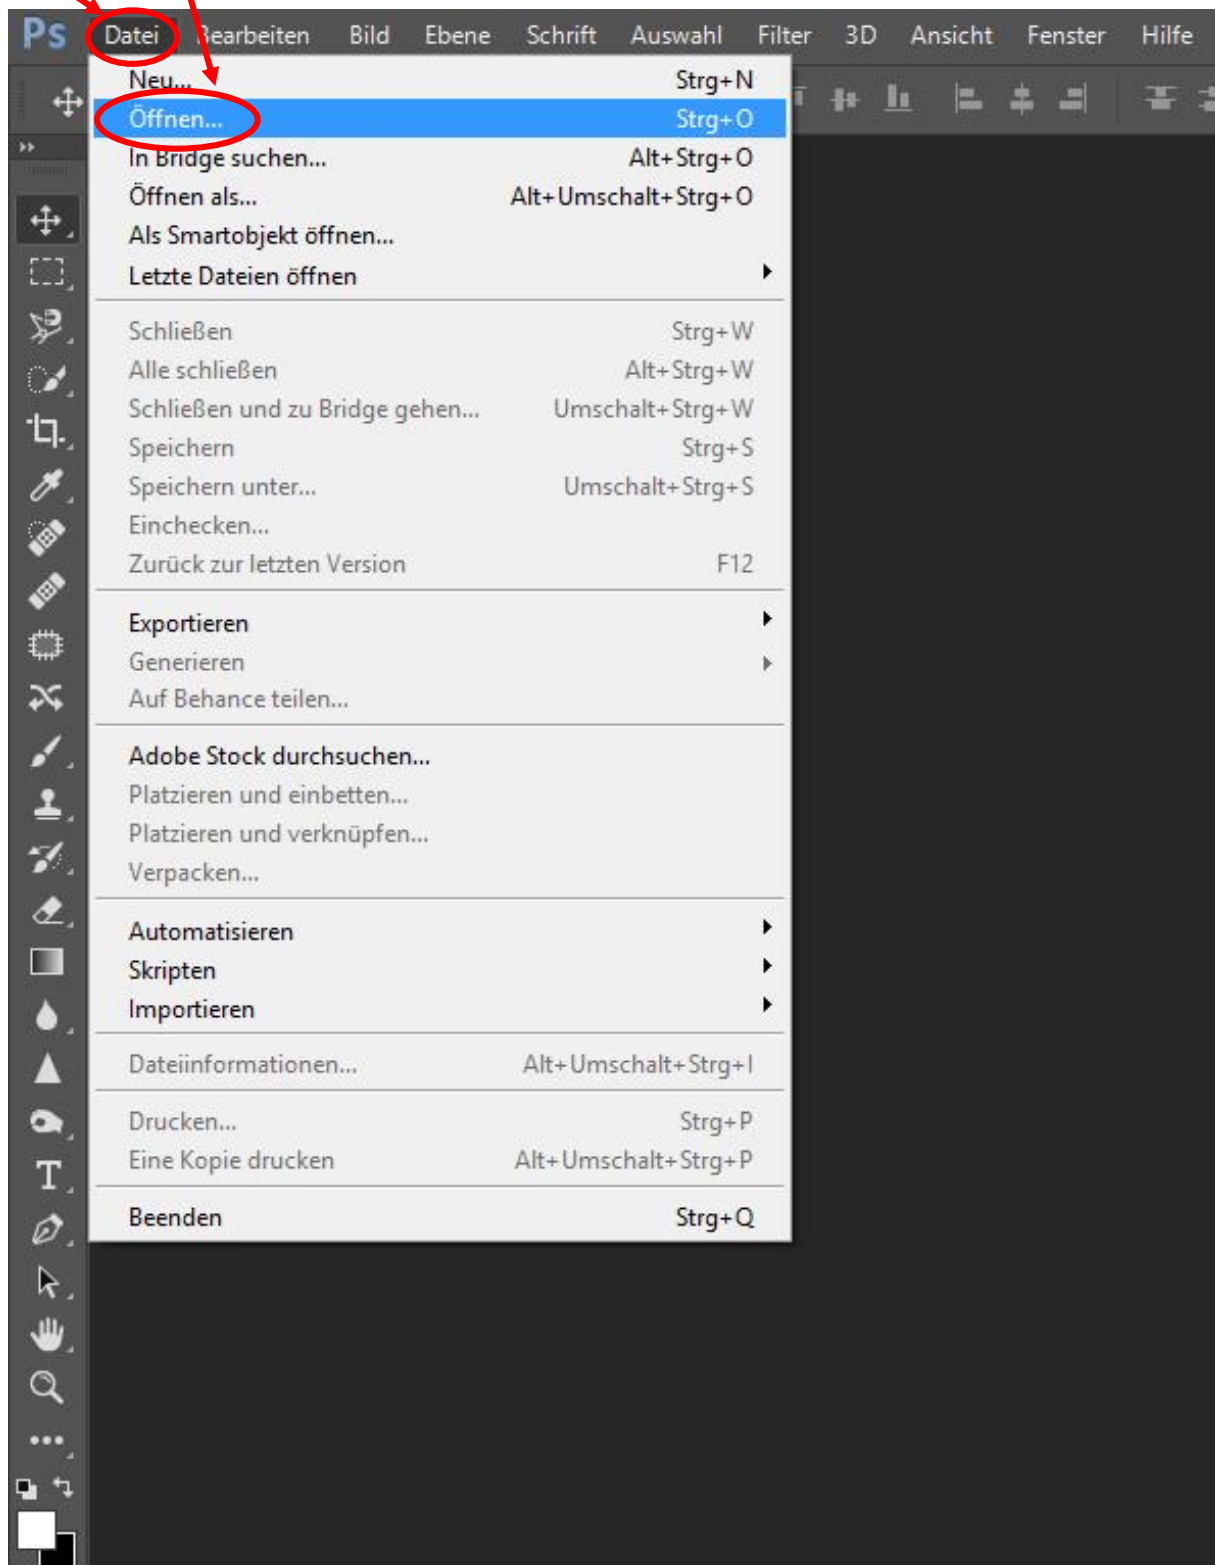 Ps Datei Bearbeiten Bild Ebene Schrift Auswahl Filter 3D Ansicht Fenster Hilfe
Neu... Strg+N
Öffnen... Strg+O
In Bridge suchen... Alt+Strg+O
Öffnen als... Alt+Umschalt+Strg+O
Als Smartobjekt öffnen...
Letzte Dateien öffnen
Schließen Strg+W
Alle schließen Alt+Strg+W
Schließen und zu Bridge gehen... Umschalt+Strg+W
Speichern Strg+S
Speichern unter... Umschalt+Strg+S
Einchecken...
Zurück zur letzten Version F12
Exportieren
Generieren
Auf Behance teilen...
Adobe Stock durchsuchen...
Platzieren und einbetten...
Platzieren und verknüpfen...
Verpacken...
Automatisieren
Skripten
Importieren
Dateiinformationen... Alt+Umschalt+Strg+I
Drucken... Strg+P
Eine Kopie drucken Alt+Umschalt+Strg+P
Beenden Strg+Q